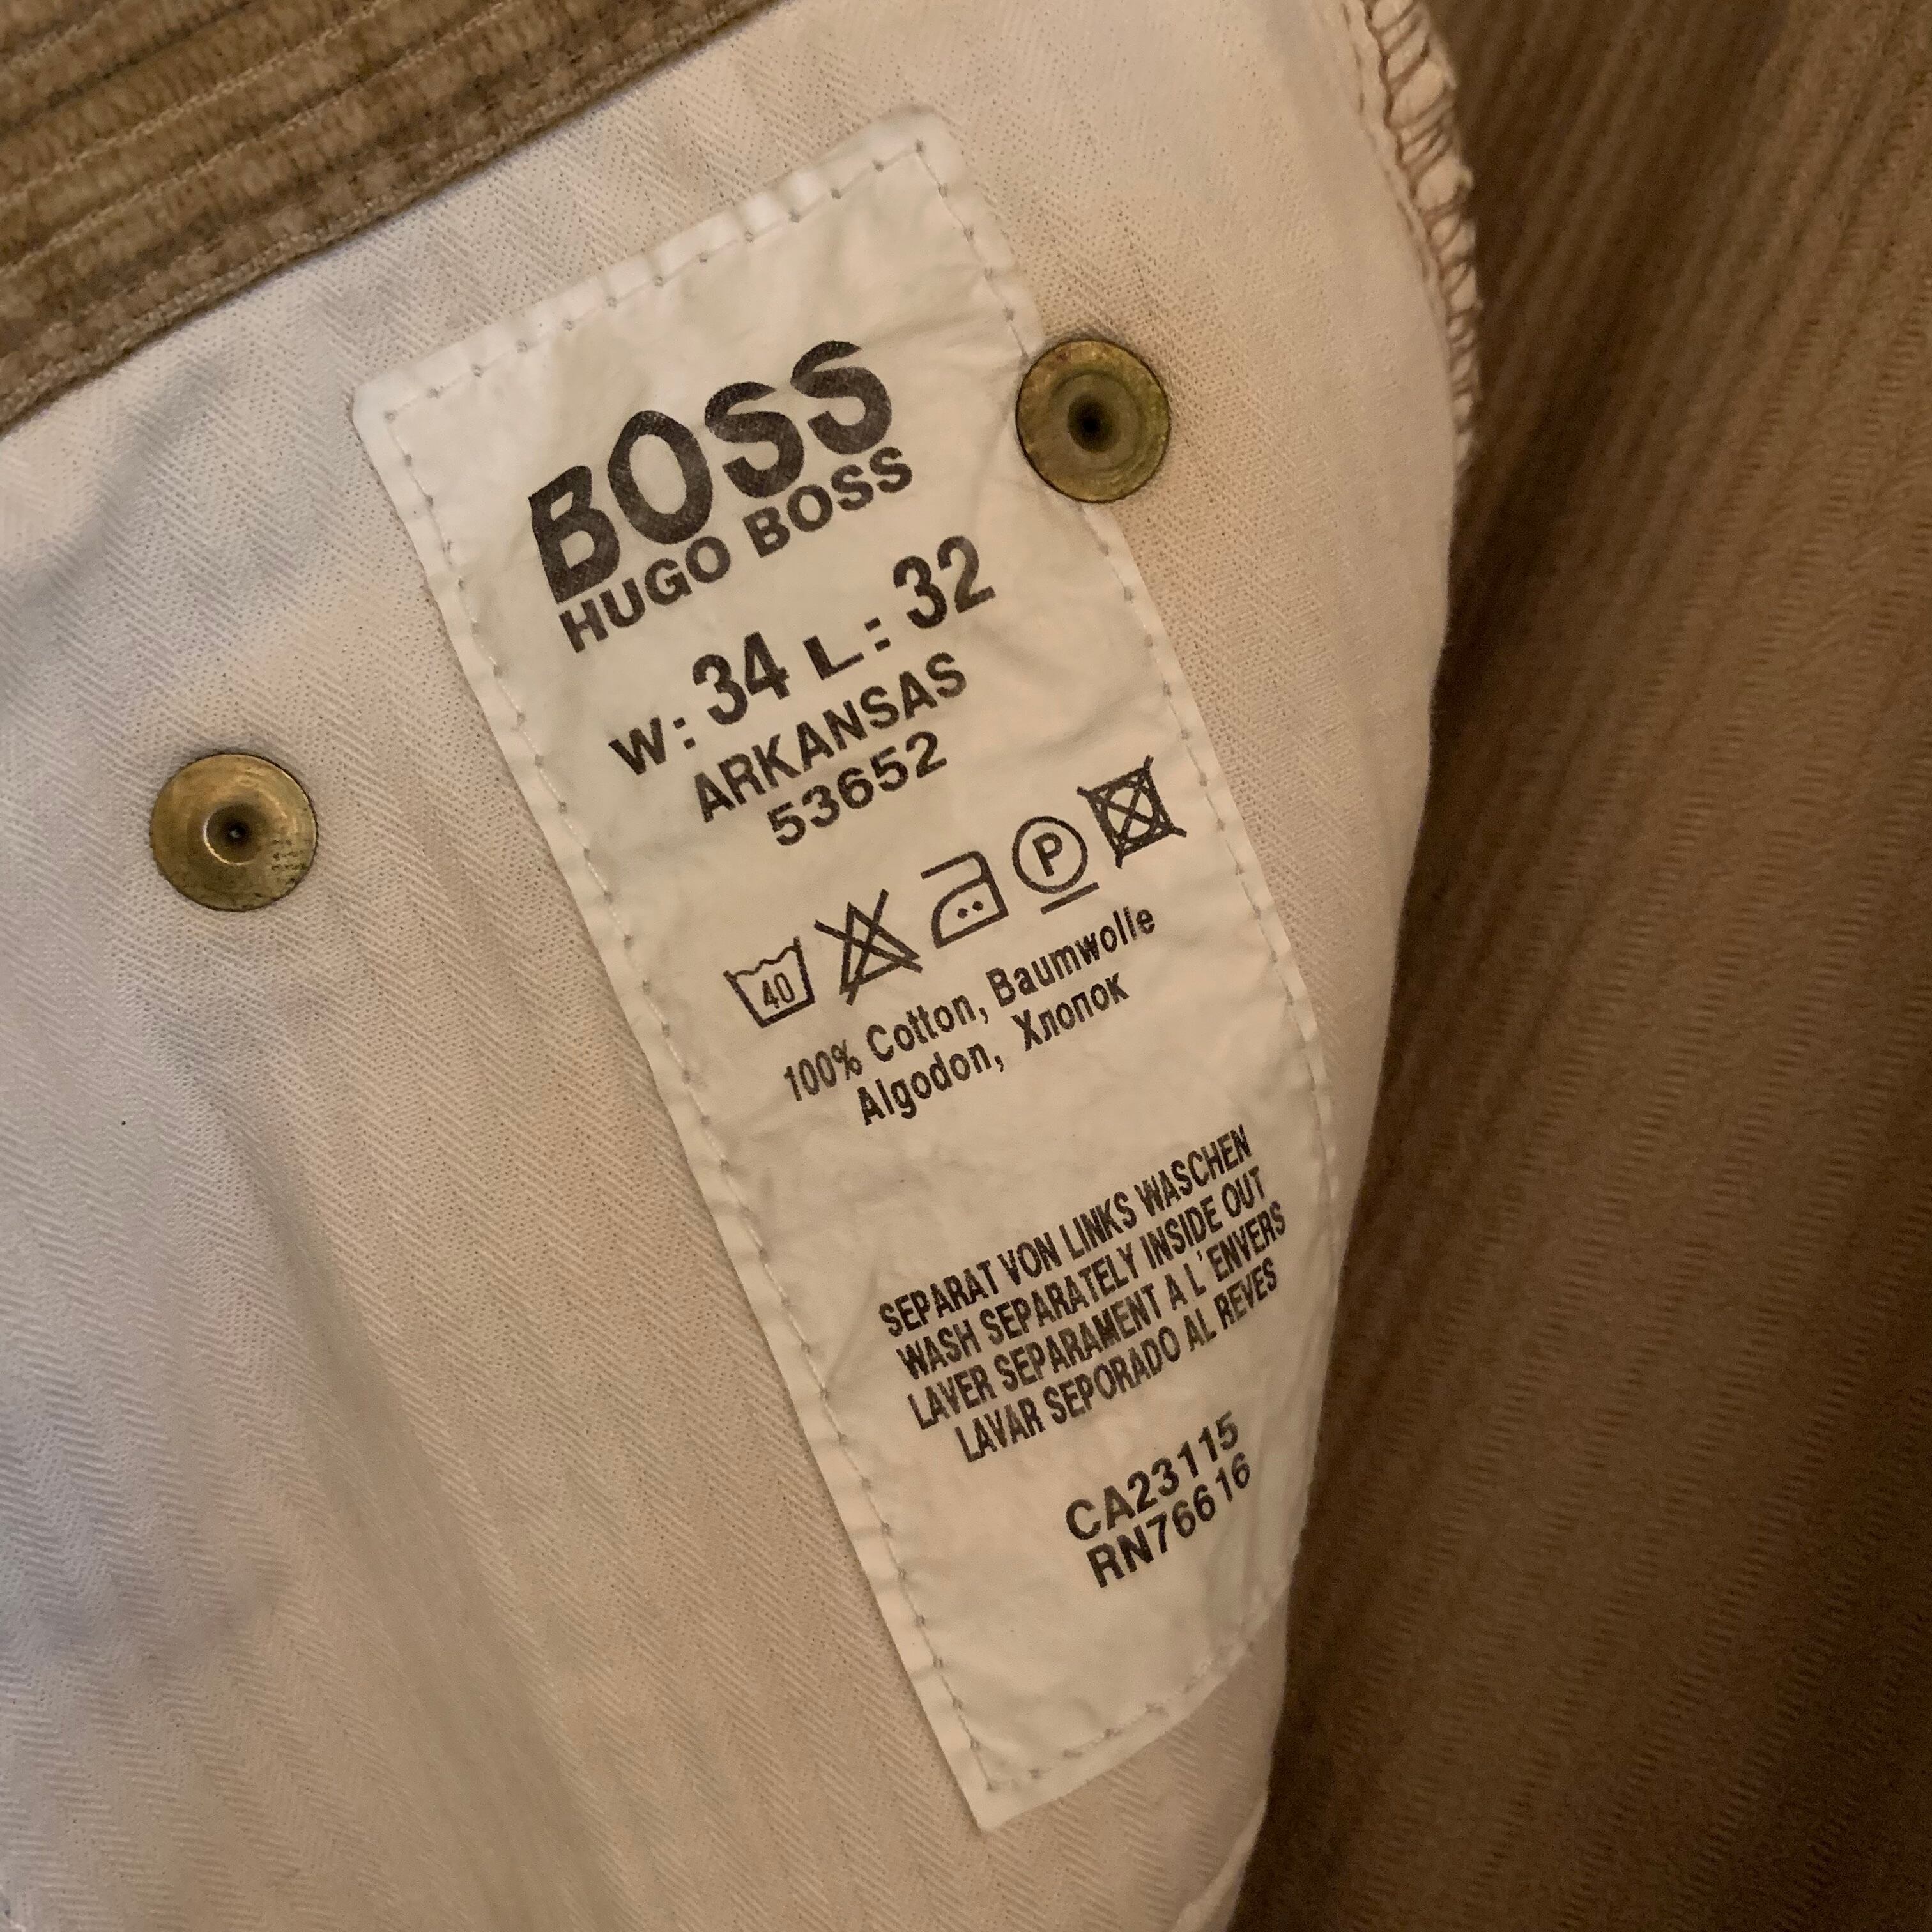 BOSS
HUGO BOSS
W: 34 L: 32
ARKANSAS
53652
40 P
100% Cotton, Baumwolle
Algodon, Хлопок
SEPARAT VON LINKS WASCHEN
WASH SEPARATELY INSIDE OUT
LAVER SEPARAMENT A L'ENVERS
LAVAR SEPORADO AL REVES
CA23115
RN76616